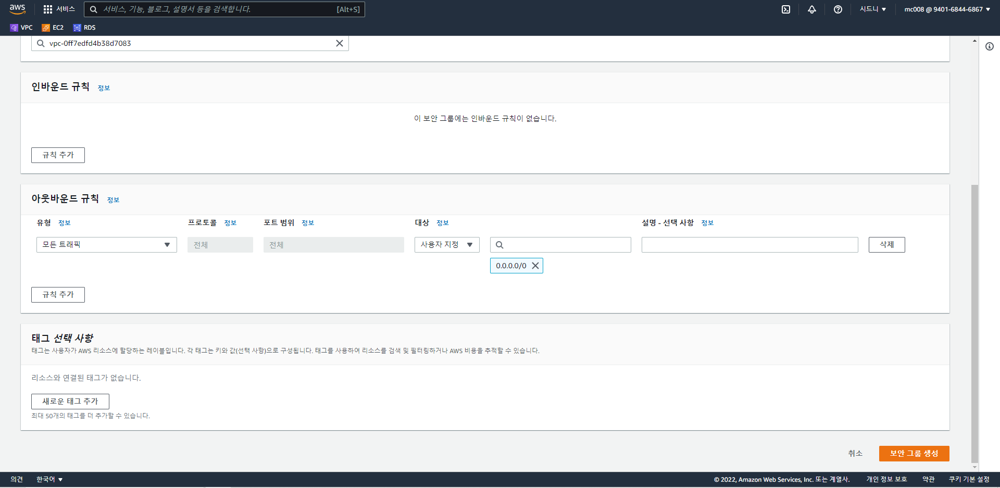 aws 서비스 서비스, 기능, 블로그, 설명서 등을 검색합니다. [Alt+S] 시드니 ▼ mc008 @ 9401-6844-6867 ▼
VPC EC2 RDS
vpc-0ff7edfd4b38d7083
인바운드 규칙 정보
이 보안 그룹에는 인바운드 규칙이 없습니다.
규칙 추가
아웃바운드 규칙 정보
유형 정보 프로토콜 정보 포트 범위 정보 대상 정보 설명 - 선택 사항 정보
모든 트래픽 전체 전체 사용자 지정 삭제
0.0.0.0/0
규칙 추가
태그 선택 사항
태그는 사용자가 AWS 리소스에 할당하는 레이블입니다. 각 태그는 키와 값(선택 사항)으로 구성됩니다. 태그를 사용하여 리소스를 검색 및 필터링하거나 AWS 비용을 추적할 수 있습니다.
리소스와 연결된 태그가 없습니다.
새로운 태그 추가
최대 50개의 태그를 더 추가할 수 있습니다.
취소 보안 그룹 생성
의견 한국어 ▼ © 2022, Amazon Web Services, Inc. 또는 계열사. 개인 정보 보호 약관 쿠키 기본 설정